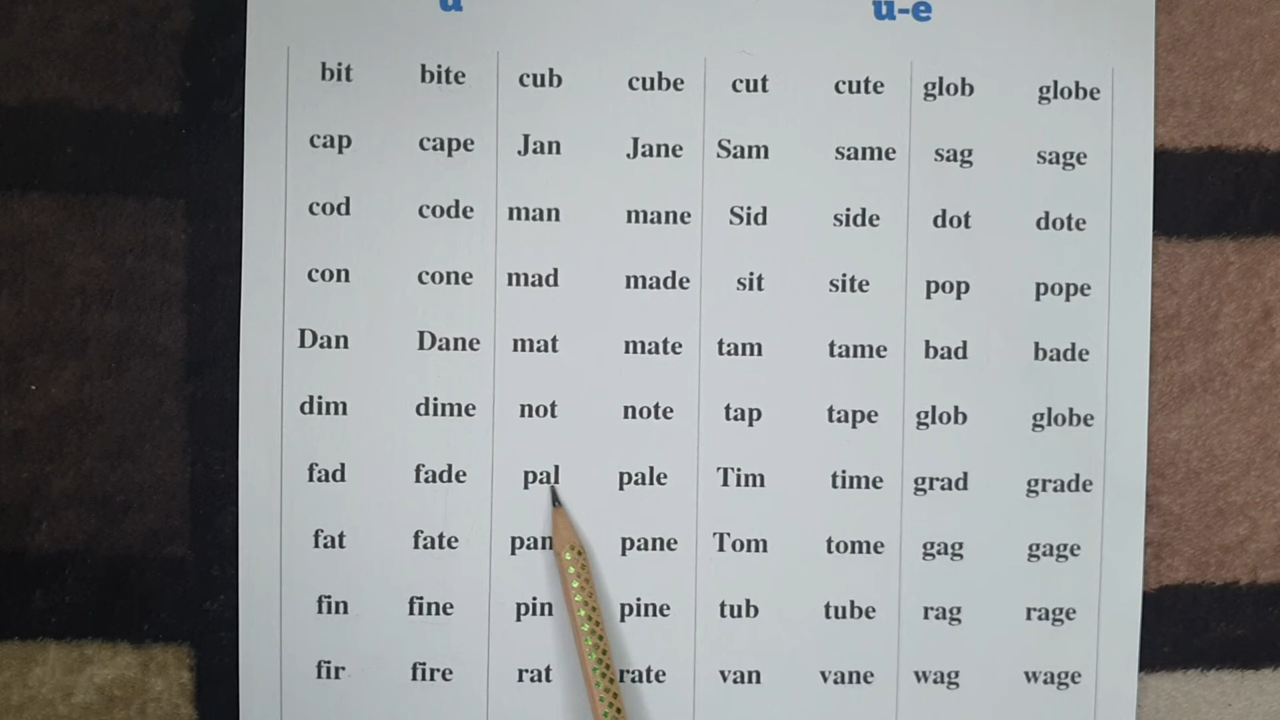 u u-e
bit bite cub cube cut cute glob globe
cap cape Jan Jane Sam same sag sage
cod code man mane Sid side dot dote
con cone mad made sit site pop pope
Dan Dane mat mate tam tame bad bade
dim dime not note tap tape glob globe
fad fade pal pale Tim time grad grade
fat fate pan pane Tom tome gag gage
fin fine pin pine tub tube rag rage
fir fire rat rate van vane wag wage